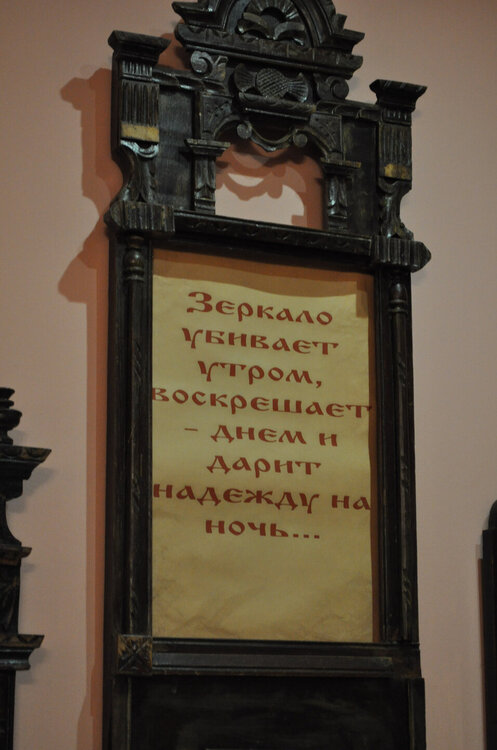 Зеркало
убивает
утром,
воскрешает
- днем и
дарит
надежду на
ночь...